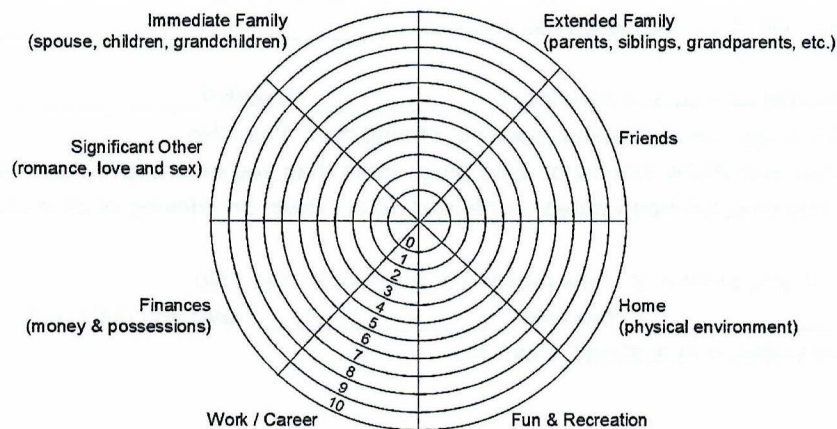 Immediate Family
(spouse, children, grandchildren)
Extended Family
(parents, siblings, grandparents, etc.)
Significant Other
(romance, love and sex)
Friends
0
1
2
3
4
5
6
7
8
9
10
Finances
(money & possessions)
Home
(physical environment)
Work / Career
Fun & Recreation